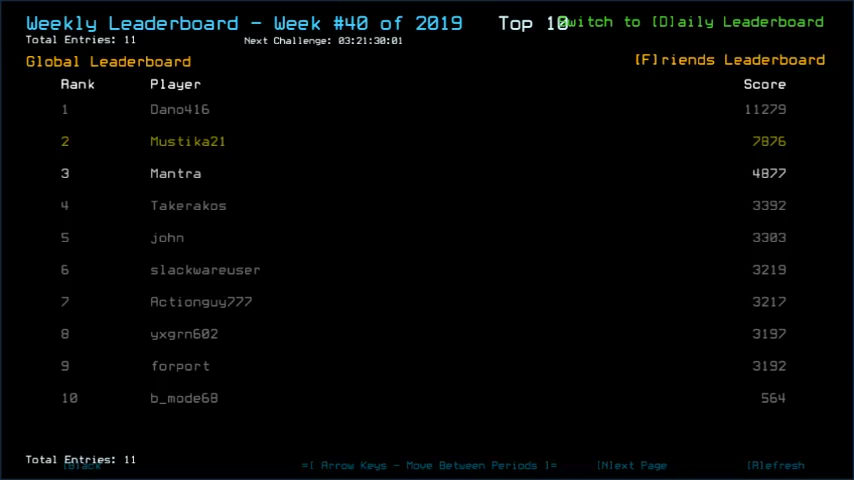 Weekly Leaderboard - Week #40 of 2019 Top 10 witch to [D]aily Leaderboard
Total Entries: 11 Next Challenge: 03:21:30:01
Global Leaderboard [F]riends Leaderboard
Rank Player Score
1 Dano416 11279
2 Mustika21 7876
3 Mantra 4877
4 Takerakos 3392
5 john 3303
6 slackwareuser 3219
7 Actionguy777 3217
8 yxgrn602 3197
9 forport 3192
10 b_mode68 564
Total Entries: 11
[B]ack =[ Arrow Keys - Move Between Periods ]= [N]ext Page [R]efresh